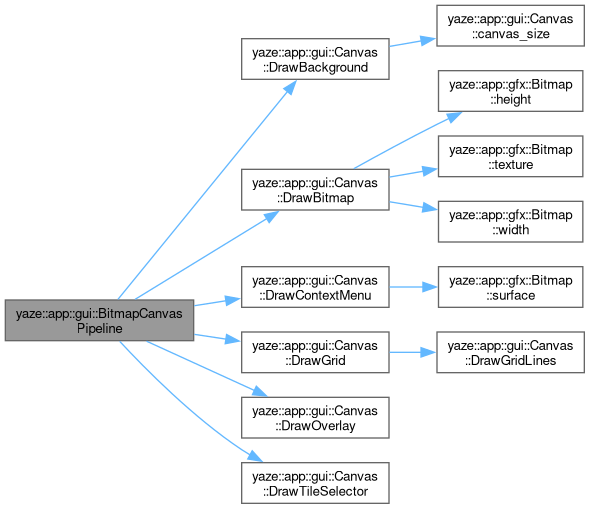 yaze::app::gui::BitmapCanvas
Pipeline
yaze::app::gui::Canvas
::DrawBackground
yaze::app::gui::Canvas
::canvas_size
yaze::app::gui::Canvas
::DrawBitmap
yaze::app::gfx::Bitmap
::height
yaze::app::gfx::Bitmap
::texture
yaze::app::gfx::Bitmap
::width
yaze::app::gui::Canvas
::DrawContextMenu
yaze::app::gfx::Bitmap
::surface
yaze::app::gui::Canvas
::DrawGrid
yaze::app::gui::Canvas
::DrawGridLines
yaze::app::gui::Canvas
::DrawOverlay
yaze::app::gui::Canvas
::DrawTileSelector